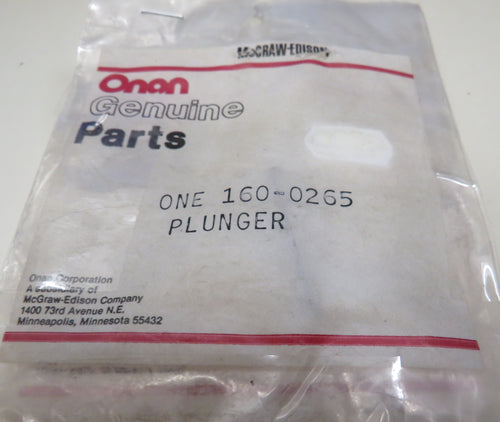 McGRAW-EDISON
Onan
Genuine
Parts
ONE 160-0265
PLUNGER
Onan Corporation
A subsidiary of
McGraw-Edison Company
1400 73rd Avenue N.E.
Minneapolis, Minnesota 55432